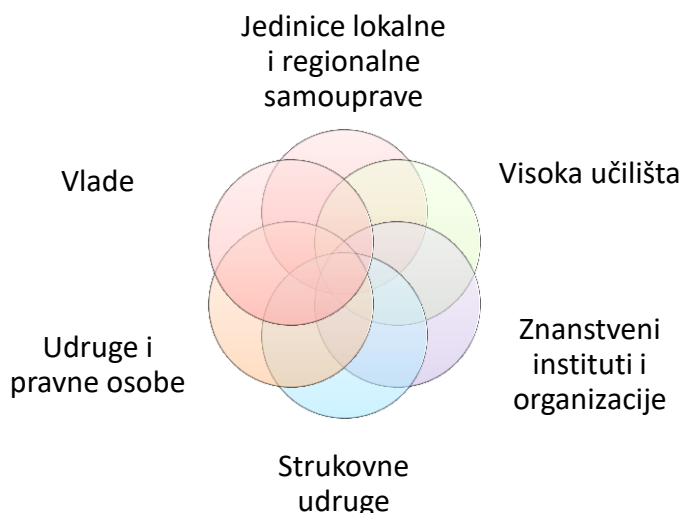 Jedinice lokalne
i regionalne
samouprave
Vlade
Visoka učilišta
Udruge i
pravne osobe
Znanstveni
instituti i
organizacije
Strukovne
udruge